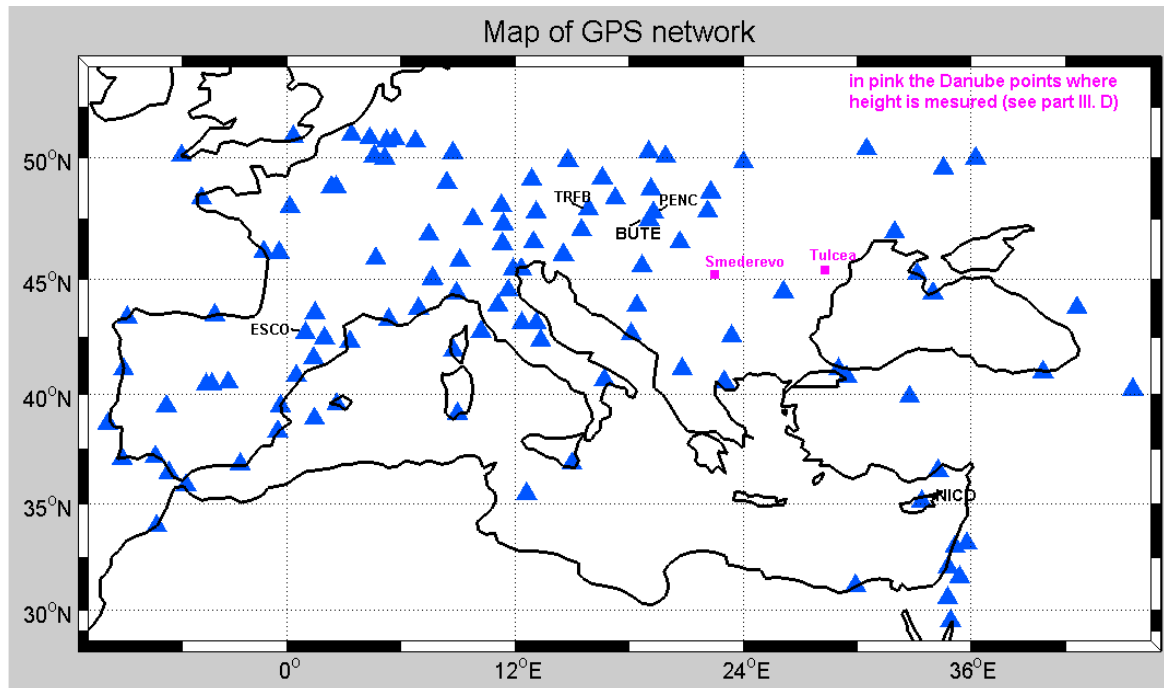 Map of GPS network
in pink the Danube points where
height is mesured (see part III. D)
50°N
TRFB
PENC
BUTE
Smederevo
Tulcea
45°N
ESCO
40°N
35°N
NICO
30°N
0°
12°E
24°E
36°E